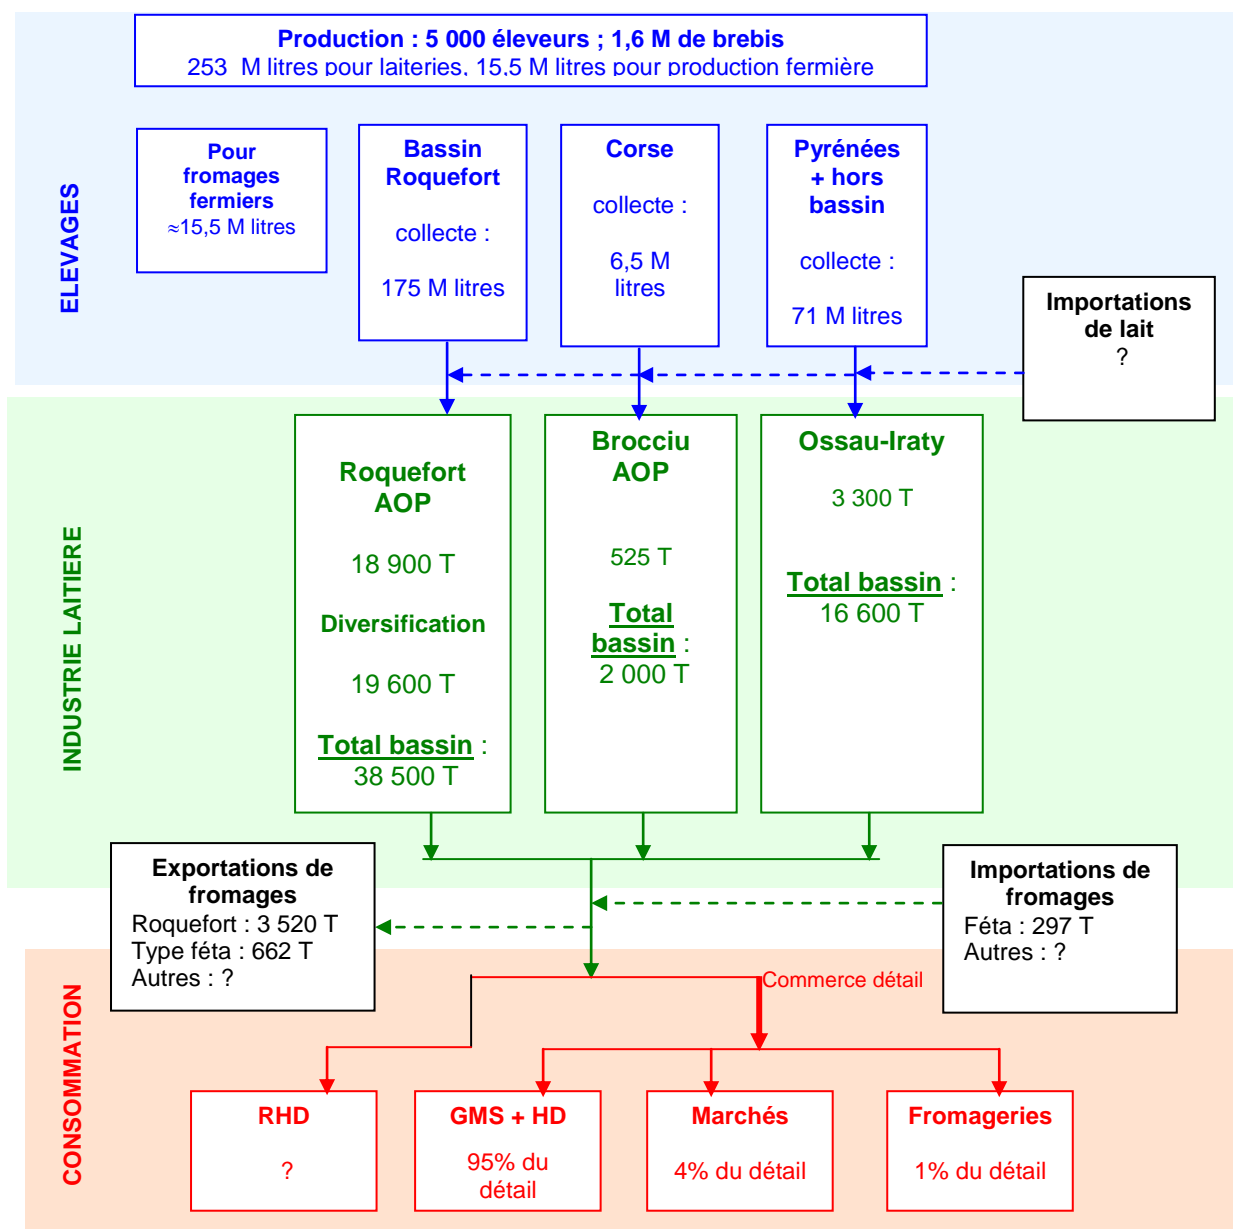 Production : 5 000 éleveurs ; 1,6 M de brebis
253 M litres pour laiteries, 15,5 M litres pour production fermière
ELEVAGES
Pour
fromages
fermiers
≈15,5 M litres
Bassin
Roquefort
collecte :
175 M litres
Corse
collecte :
6,5 M
litres
Pyrénées
+ hors
bassin
collecte :
71 M litres
Importations
de lait
?
INDUSTRIE LAITIERE
Roquefort
AOP
18 900 T
Diversification
19 600 T
Total bassin :
38 500 T
Brocciu
AOP
525 T
Total
bassin :
2 000 T
Ossau-Iraty
3 300 T
Total bassin :
16 600 T
Exportations de
fromages
Roquefort : 3 520 T
Type féta : 662 T
Autres : ?
Importations de
fromages
Féta : 297 T
Autres : ?
CONSOMMATION
Commerce détail
RHD
?
GMS + HD
95% du
détail
Marchés
4% du détail
Fromageries
1% du détail